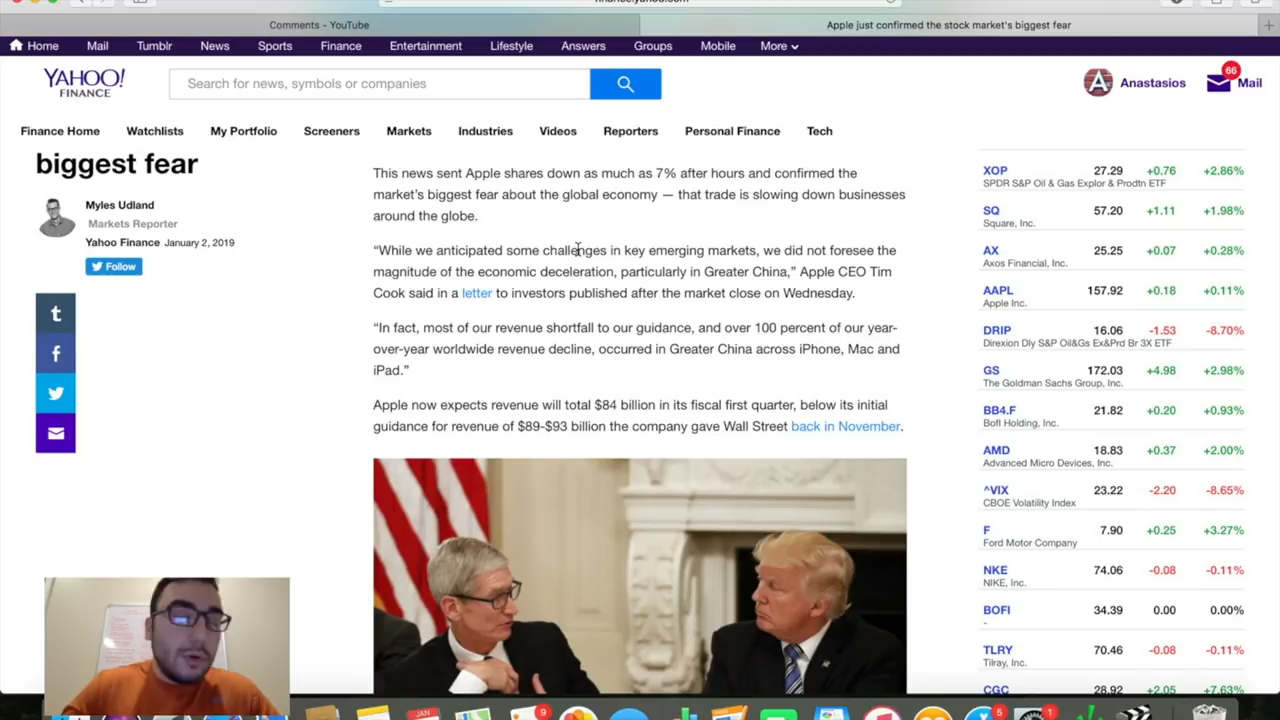 finance.yahoo.com
Comments - YouTube
Apple just confirmed the stock market's biggest fear
Home Mail Tumblr News Sports Finance Entertainment Lifestyle Answers Groups Mobile More
YAHOO!
FINANCE
Search for news, symbols or companies
Anastasios
66
Mail
Finance Home Watchlists My Portfolio Screeners Markets Industries Videos Reporters Personal Finance Tech
biggest fear
Myles Udland
Markets Reporter
Yahoo Finance January 2, 2019
Follow
This news sent Apple shares down as much as 7% after hours and confirmed the
market's biggest fear about the global economy — that trade is slowing down businesses
around the globe.
“While we anticipated some challenges in key emerging markets, we did not foresee the
magnitude of the economic deceleration, particularly in Greater China,” Apple CEO Tim
Cook said in a letter to investors published after the market close on Wednesday.
“In fact, most of our revenue shortfall to our guidance, and over 100 percent of our year-
over-year worldwide revenue decline, occurred in Greater China across iPhone, Mac and
iPad.”
Apple now expects revenue will total $84 billion in its fiscal first quarter, below its initial
guidance for revenue of $89-$93 billion the company gave Wall Street back in November.
XOP 27.29 +0.76 +2.86%
SPDR S&P Oil & Gas Explor & Prodtn ETF
SQ 57.20 +1.11 +1.98%
Square, Inc.
AX 25.25 +0.07 +0.28%
Axos Financial, Inc.
AAPL 157.92 +0.18 +0.11%
Apple Inc.
DRIP 16.06 -1.53 -8.70%
Direxion Dly S&P Oil&Gs Ex&Prd Br 3X ETF
GS 172.03 +4.98 +2.98%
The Goldman Sachs Group, Inc.
BB4.F 21.82 +0.20 +0.93%
BofI Holding, Inc.
AMD 18.83 +0.37 +2.00%
Advanced Micro Devices, Inc.
^VIX 23.22 -2.20 -8.65%
CBOE Volatility Index
F 7.90 +0.25 +3.27%
Ford Motor Company
NKE 74.06 -0.08 -0.11%
NIKE, Inc.
BOFI 34.39 0.00 0.00%
-
TLRY 70.46 -0.08 -0.11%
Tilray, Inc.
CGC 28.92 +2.05 +7.63%
JAN
9
5
1